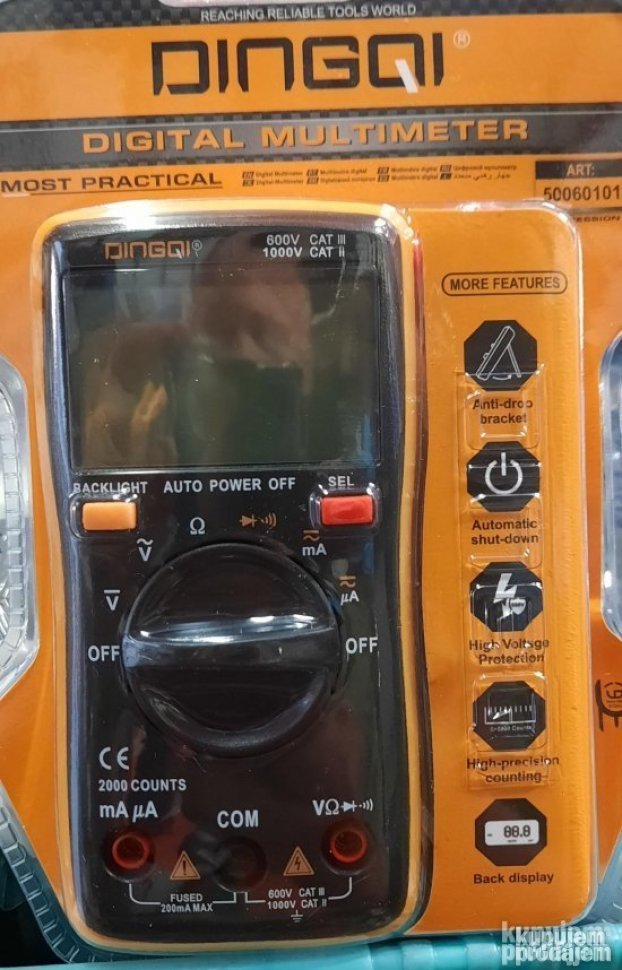 REACHING RELIABLE TOOLS WORLD
DINGQI®
DIGITAL MULTIMETER
MOST PRACTICAL
EN Digital Multimeter
ART:
50060101
DINGQI®
600V CAT III
1000V CAT II
MORE FEATURES
Anti-drop
bracket
BACKLIGHT AUTO POWER OFF SEL
Ω
mA
V
Automatic
shut-down
V
μA
OFF OFF
High Voltage
Protection
CE
2000 COUNTS
High-precision
counting
mA μA
COM
VΩ
88.8
Back display
FUSED
200mA MAX
600V CAT III
1000V CAT II
kupujem
prodajem